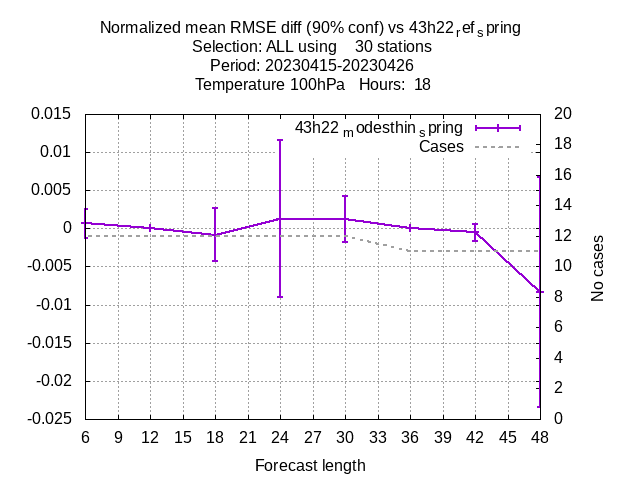 Normalized mean RMSE diff (90% conf) vs 43h22refspring
Selection: ALL using 30 stations
Period: 20230415-20230426
Temperature 100hPa Hours: 18
43h22modesthinspring
Cases
0.015
0.01
0.005
0
-0.005
-0.01
-0.015
-0.02
-0.025
20
18
16
14
12
10
8
6
4
2
0
No cases
6 9 12 15 18 21 24 27 30 33 36 39 42 45 48
Forecast length